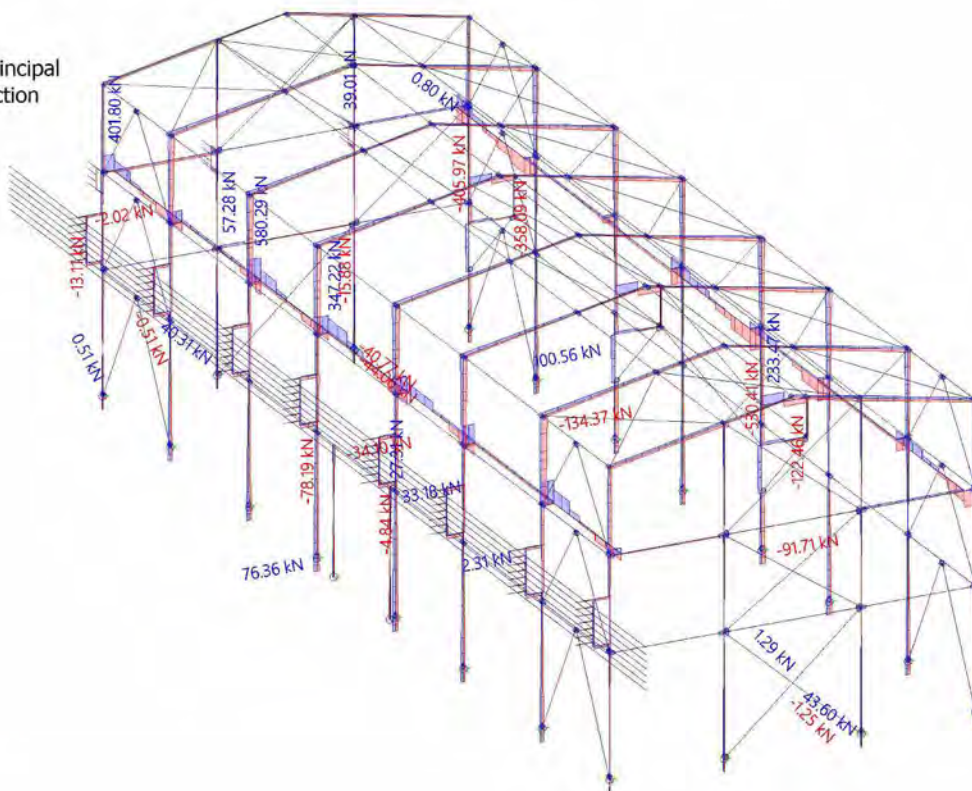 incipal
ction
401.80 kN
39.01 kN
0.80 kN
-405.97 kN
358.09 kN
57.28 kN
580.29 kN
-2.02 kN
-13.11 kN
347.22 kN
-15.88 kN
0.51 kN
-0.51 kN
40.31 kN
100.56 kN
233.47 kN
-530.41 kN
-134.37 kN
-122.46 kN
-78.19 kN
33.18 kN
-4.84 kN
2.31 kN
-91.71 kN
76.36 kN
1.29 kN
43.60 kN
-1.25 kN